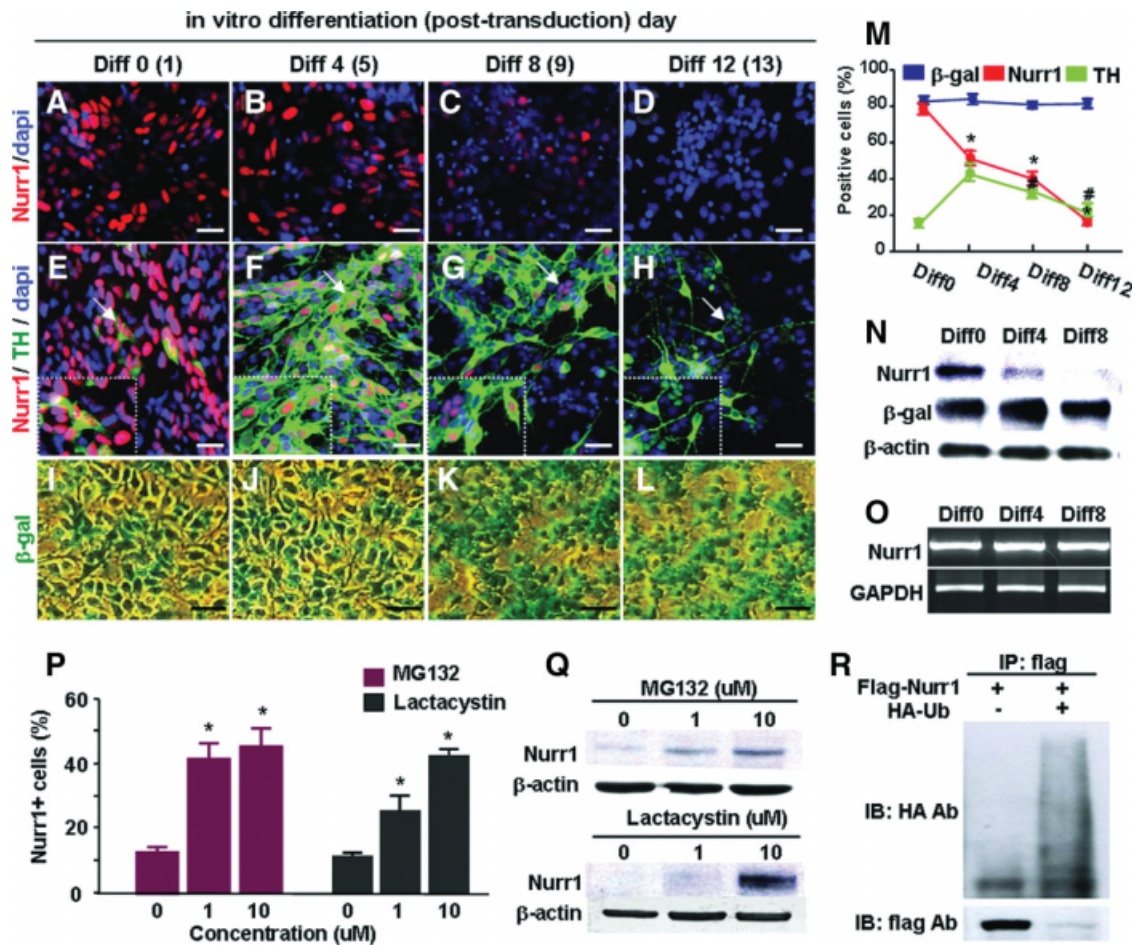 in vitro differentiation (post-transduction) day
Diff 0 (1) Diff 4 (5) Diff 8 (9) Diff 12 (13)
A B C D
Nurr1/dapi
E F G H
Nurr1/ TH / dapi
I J K L
β-gal
M
β-gal Nurr1 TH
Positive cells (%)
100
80
60
40
20
0
* * # # *
Diff0 Diff4 Diff8 Diff12
N
Diff0 Diff4 Diff8
Nurr1
β-gal
β-actin
O
Diff0 Diff4 Diff8
Nurr1
GAPDH
P
MG132
Lactacystin
Nurr1+ cells (%)
60
40
20
0
* * * *
0 1 10 0 1 10
Concentration (uM)
Q
MG132 (uM)
0 1 10
Nurr1
β-actin
Lactacystin (uM)
0 1 10
Nurr1
β-actin
R
IP: flag
Flag-Nurr1 + +
HA-Ub - +
IB: HA Ab
IB: flag Ab